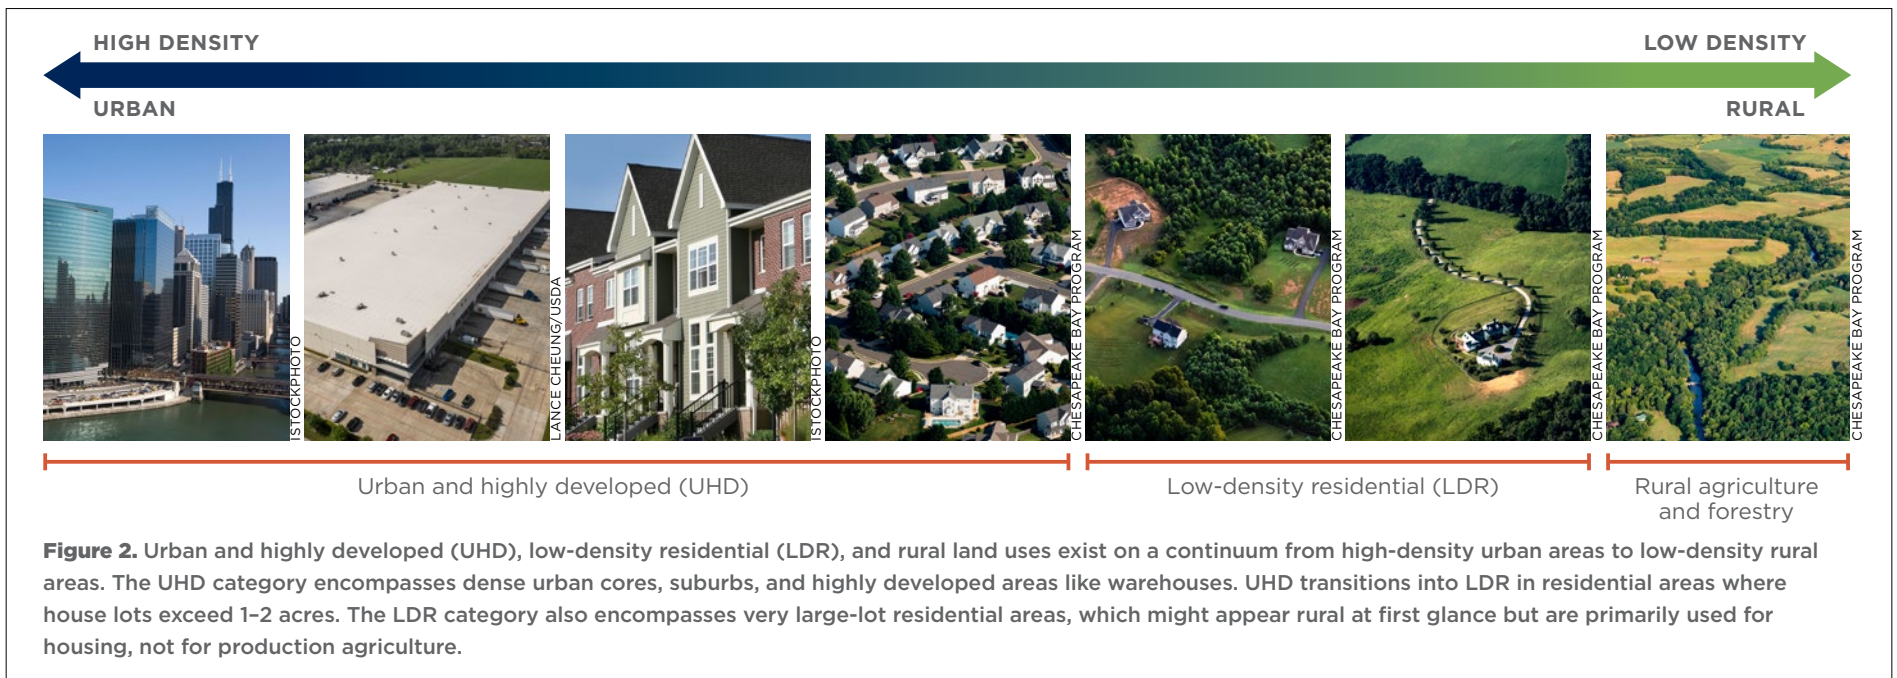 HIGH DENSITY
LOW DENSITY
URBAN
RURAL
ISTOCKPHOTO
LANCE CHEUNG/USDA
ISTOCKPHOTO
CHESAPEAKE BAY PROGRAM
CHESAPEAKE BAY PROGRAM
CHESAPEAKE BAY PROGRAM
CHESAPEAKE BAY PROGRAM
Urban and highly developed (UHD)
Low-density residential (LDR)
Rural agriculture
and forestry
Figure 2. Urban and highly developed (UHD), low-density residential (LDR), and rural land uses exist on a continuum from high-density urban areas to low-density rural
areas. The UHD category encompasses dense urban cores, suburbs, and highly developed areas like warehouses. UHD transitions into LDR in residential areas where
house lots exceed 1–2 acres. The LDR category also encompasses very large-lot residential areas, which might appear rural at first glance but are primarily used for
housing, not for production agriculture.